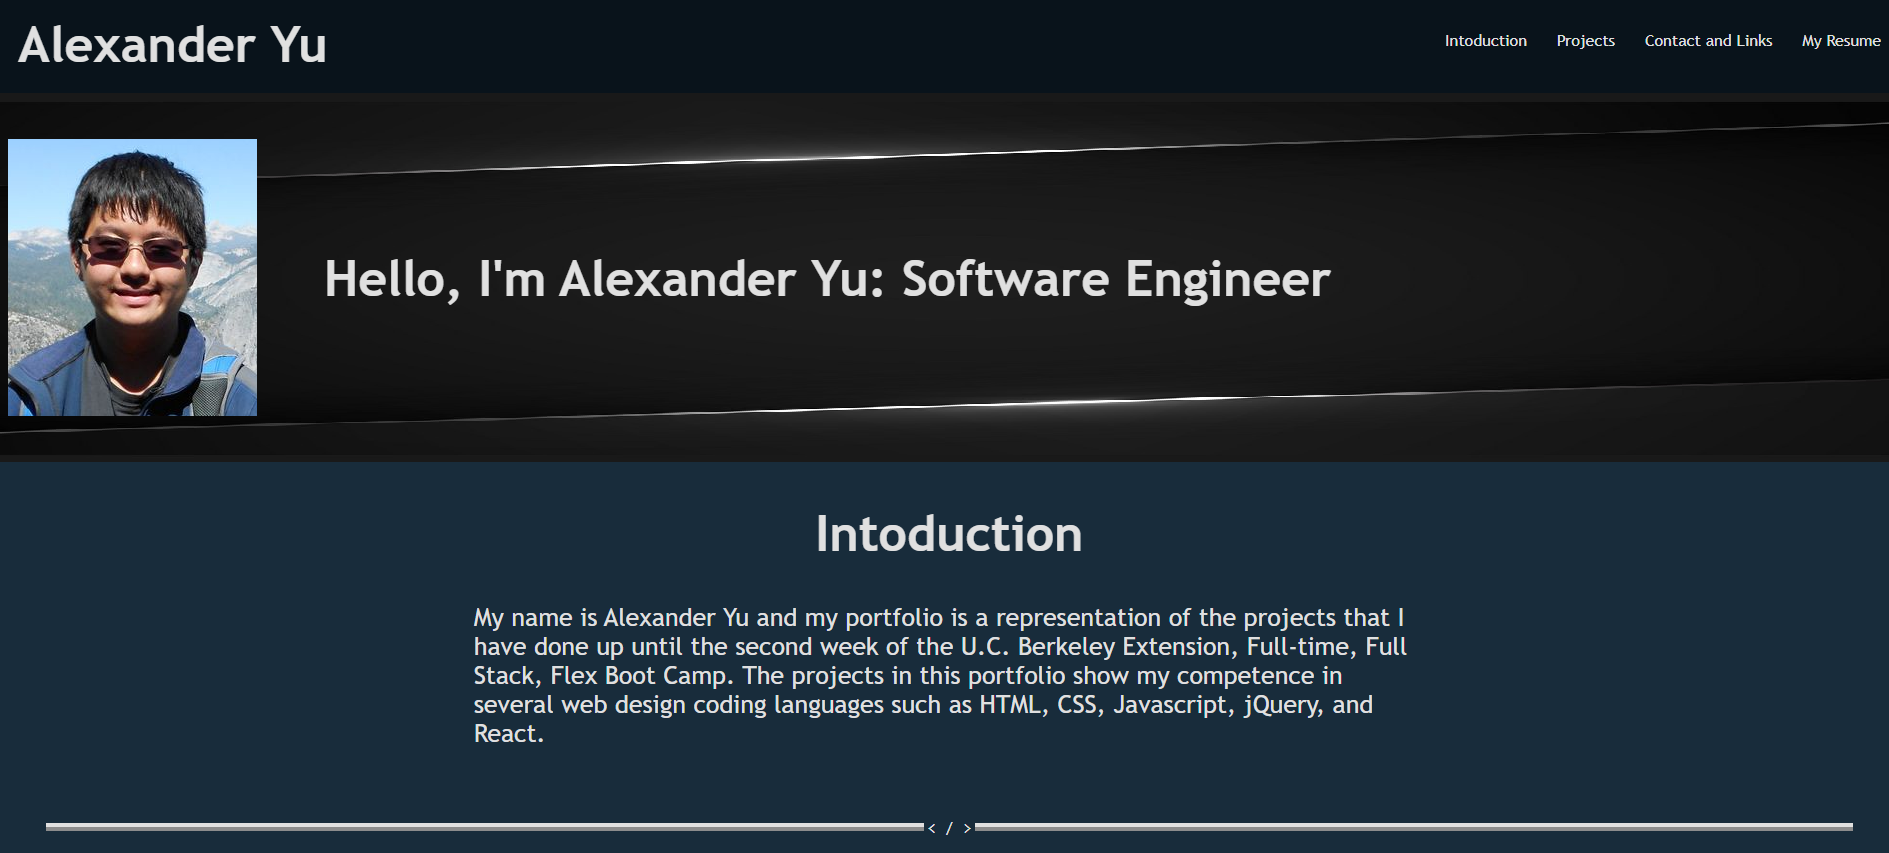 Alexander Yu
Intoduction Projects Contact and Links My Resume
Hello, I'm Alexander Yu: Software Engineer
Intoduction
My name is Alexander Yu and my portfolio is a representation of the projects that I
have done up until the second week of the U.C. Berkeley Extension, Full-time, Full
Stack, Flex Boot Camp. The projects in this portfolio show my competence in
several web design coding languages such as HTML, CSS, Javascript, jQuery, and
React.
< / >